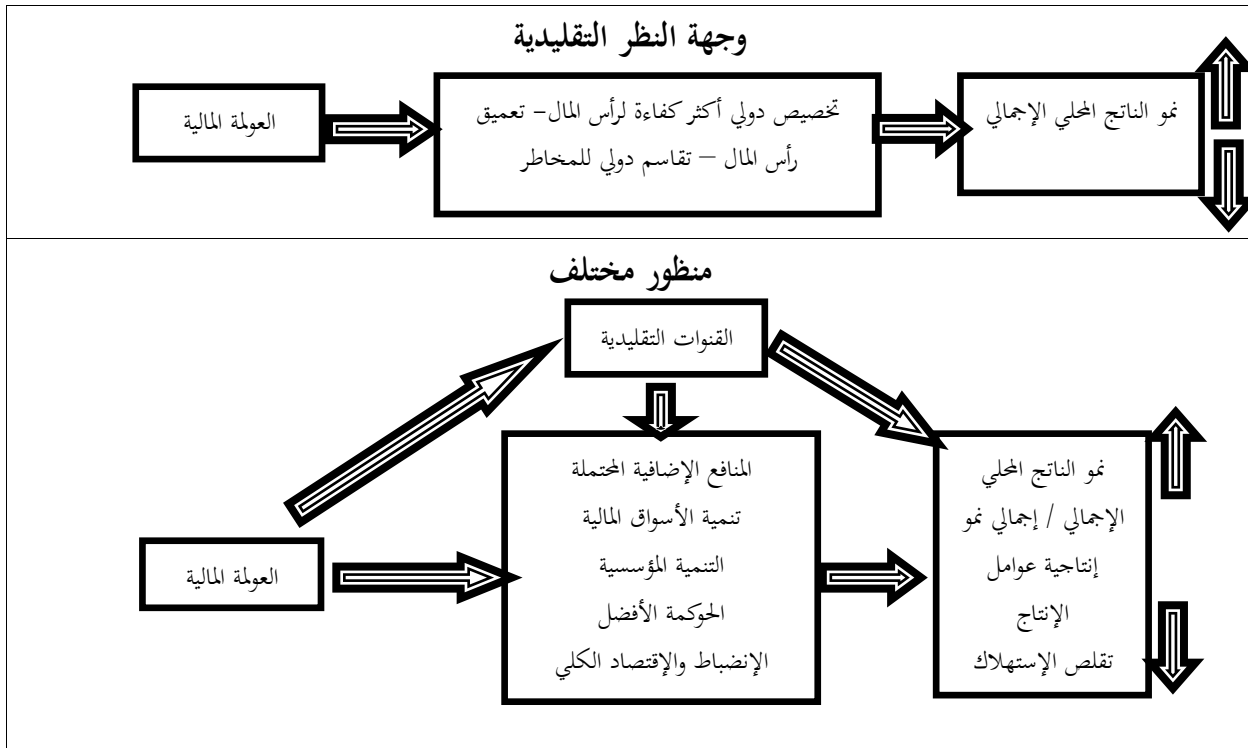 وجهة النظر التقليدية
العولمة المالية
تخصيص دولي أكثر كفاءة لرأس المال– تعميق
رأس المال – تقاسم دولي للمخاطر
نمو الناتج المحلي الإجمالي
منظور مختلف
القنوات التقليدية
العولمة المالية
المنافع الإضافية المحتملة
تنمية الأسواق المالية
التنمية المؤسسية
الحوكمة الأفضل
الإنضباط والإقتصاد الكلي
نمو الناتج المحلي
الإجمالي / إجمالي نمو
إنتاجية عوامل
الإنتاج
تقلص الإستهلاك